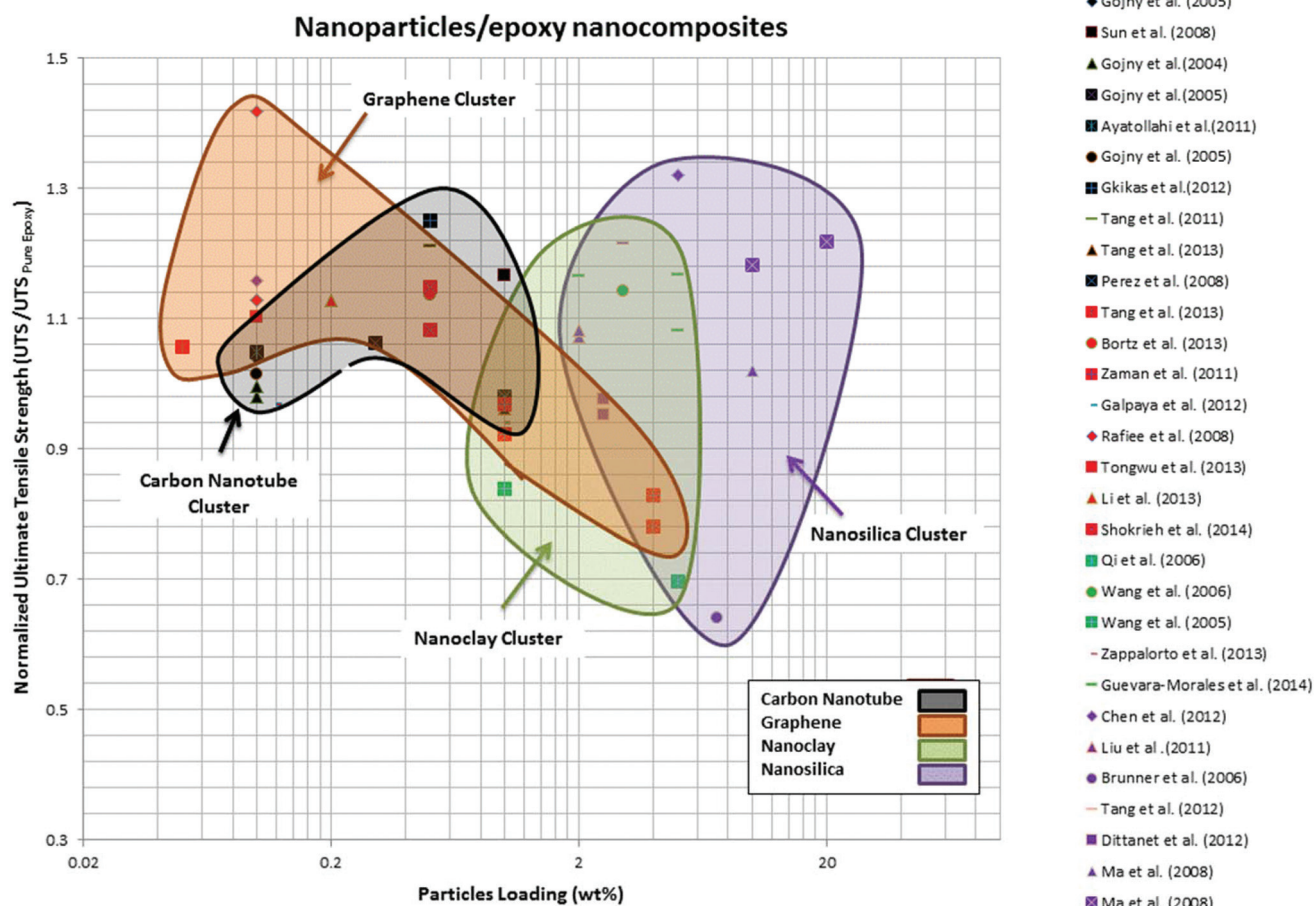 Nanoparticles/epoxy nanocomposites
1.5
1.3
1.1
0.9
0.7
0.5
0.3
Normalized Ultimate Tensile Strength (UTS /UTS Pure Epoxy)
Graphene Cluster
Carbon Nanotube
Cluster
Nanosilica Cluster
Nanoclay Cluster
Carbon Nanotube
Graphene
Nanoclay
Nanosilica
0.02
0.2
2
20
Particles Loading (wt%)
Gojny et al. (2005)
Sun et al. (2008)
Gojny et al.(2004)
Gojny et al.(2005)
Ayatollahi et al.(2011)
Gojny et al. (2005)
Gkikas et al.(2012)
Tang et al. (2011)
Tang et al. (2013)
Perez et al. (2008)
Tang et al. (2013)
Bortz et al. (2013)
Zaman et al. (2011)
Galpaya et al. (2012)
Rafiee et al. (2008)
Tongwu et al. (2013)
Li et al. (2013)
Shokrieh et al. (2014)
Qi et al. (2006)
Wang et al. (2006)
Wang et al. (2005)
Zappalorto et al. (2013)
Guevara-Morales et al. (2014)
Chen et al. (2012)
Liu et al .(2011)
Brunner et al. (2006)
Tang et al. (2012)
Dittanet et al. (2012)
Ma et al. (2008)
Ma et al. (2008)